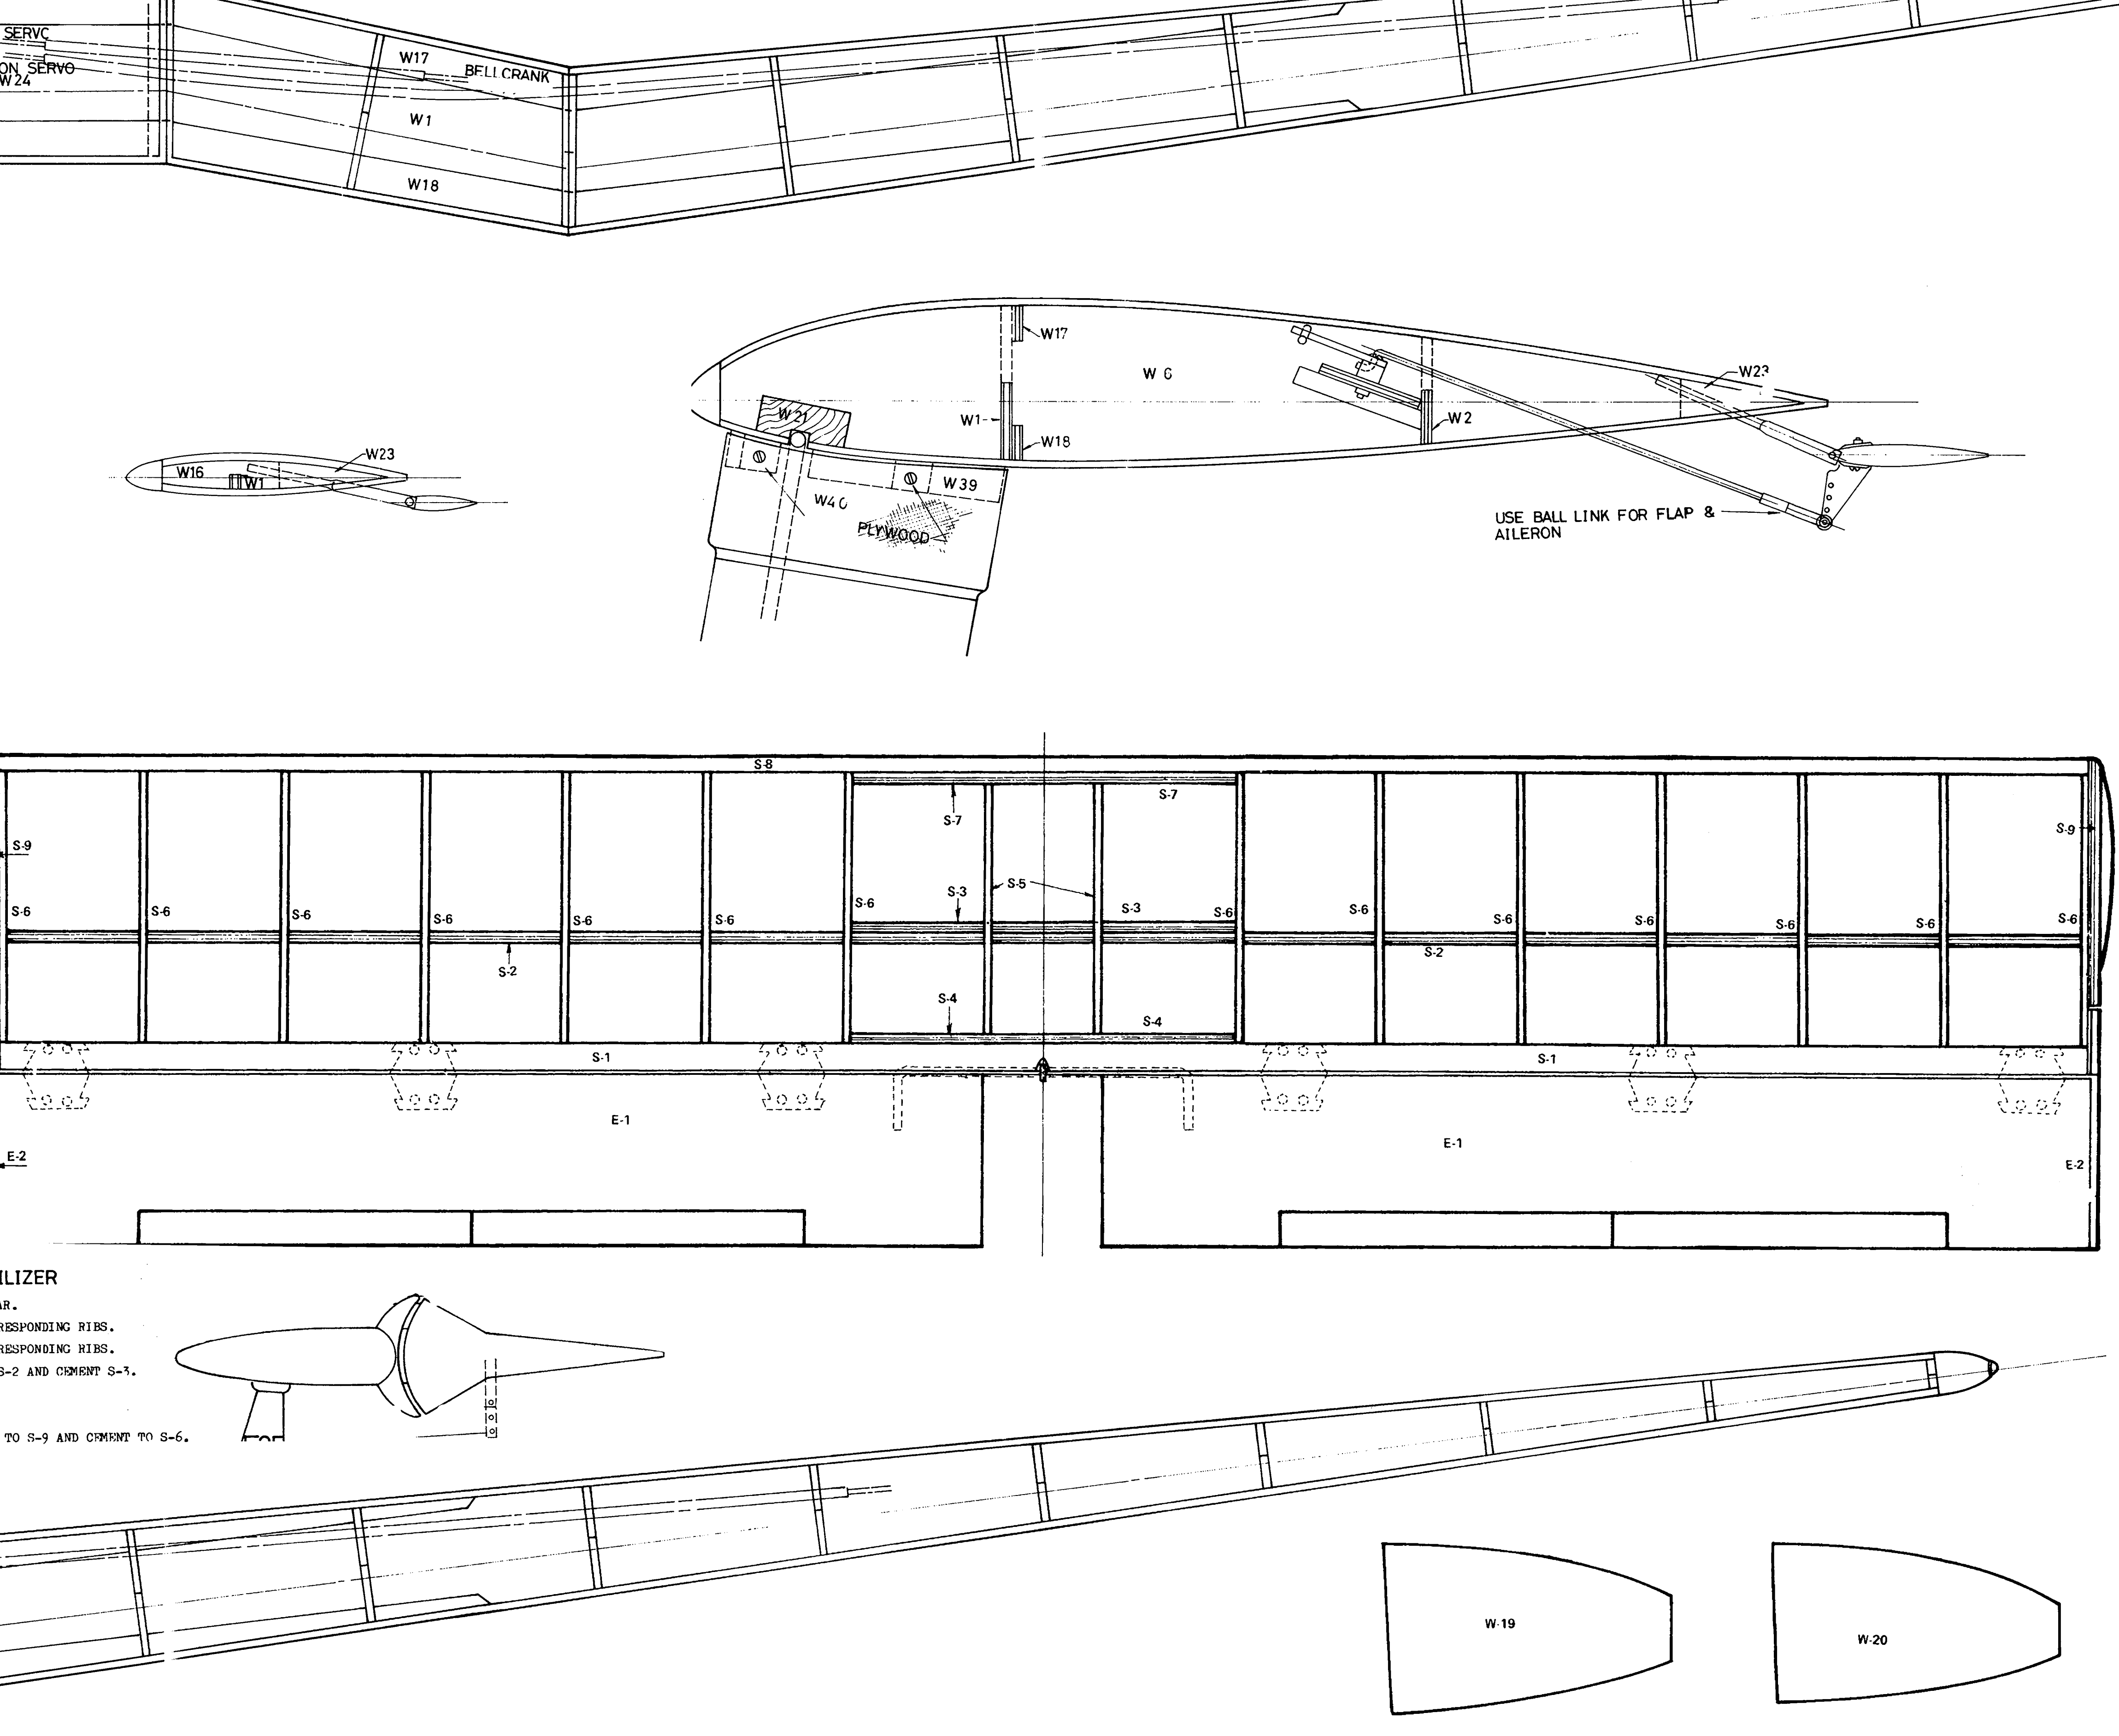 SERVO
ON SERVO
W24
W17
BELLCRANK
W1
W18
W17
W 6
W23
W21
W1
W2
W18
W16
W1
W23
W40
W39
PLYWOOD
USE BALL LINK FOR FLAP &
AILERON
S-8
S-7
S-7
S-9
S-9
S-3
S-5
S-3
S-6
S-6
S-6
S-6
S-6
S-6
S-6
S-6
S-6
S-6
S-6
S-6
S-6
S-6
S-2
S-2
S-4
S-4
S-1
S-1
E-1
E-1
E-2
E-2
ILIZER
AR.
RESPONDING RIBS.
RESPONDING RIBS.
S-2 AND CEMENT S-3.
TO S-9 AND CEMENT TO S-6.
W-19
W-20